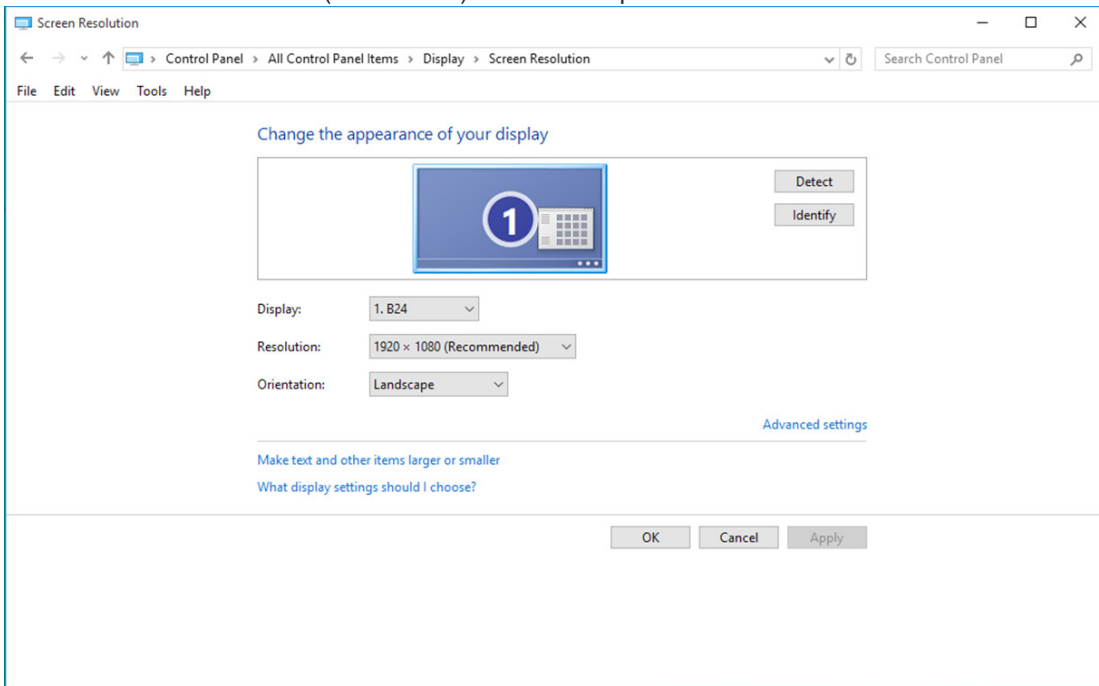 Screen Resolution
Control Panel > All Control Panel Items > Display > Screen Resolution
Search Control Panel
File Edit View Tools Help
Change the appearance of your display
1
Detect
Identify
Display: 1. B24
Resolution: 1920 × 1080 (Recommended)
Orientation: Landscape
Advanced settings
Make text and other items larger or smaller
What display settings should I choose?
OK Cancel Apply